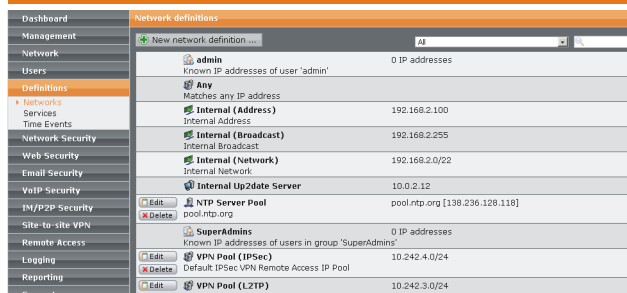 Dashboard
Management
Network
Users
Definitions
Networks
Services
Time Events
Network Security
Web Security
Email Security
VoIP Security
IM/P2P Security
Site-to-site VPN
Remote Access
Logging
Reporting
Network definitions
New network definition ...
All
admin 0 IP addresses
Known IP addresses of user 'admin'
Any
Matches any IP address
Internal (Address) 192.168.2.100
Internal Address
Internal (Broadcast) 192.168.2.255
Internal Broadcast
Internal (Network) 192.168.2.0/22
Internal Network
Internal Up2date Server 10.0.2.12
Edit NTP Server Pool pool.ntp.org [138.236.128.118]
Delete pool.ntp.org
SuperAdmins 0 IP addresses
Known IP addresses of users in group 'SuperAdmins'
Edit VPN Pool (IPSec) 10.242.4.0/24
Delete Default IPSec VPN Remote Access IP Pool
Edit VPN Pool (L2TP) 10.242.3.0/24